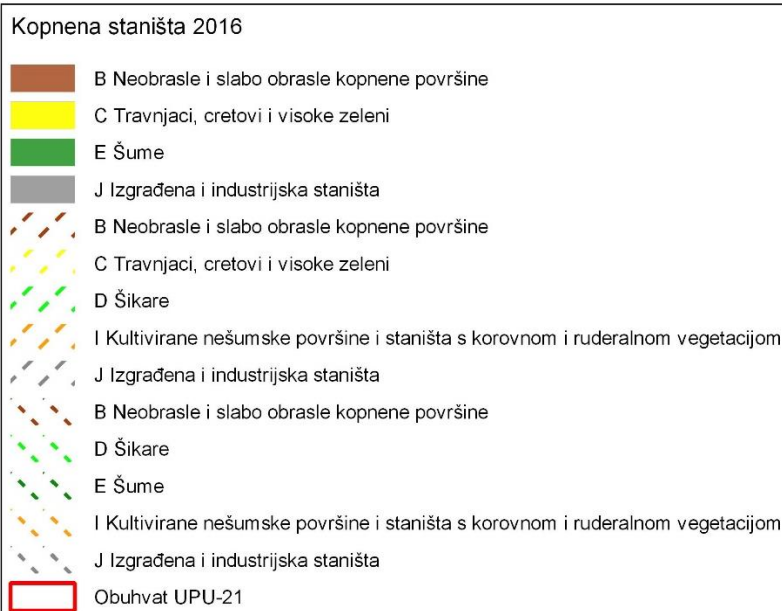 Kopnena staništa 2016
B Neobrasle i slabo obrasle kopnene površine
C Travnjaci, cretovi i visoke zeleni
E Šume
J Izgrađena i industrijska staništa
B Neobrasle i slabo obrasle kopnene površine
C Travnjaci, cretovi i visoke zeleni
D Šikare
I Kultivirane nešumske površine i staništa s korovnom i ruderalnom vegetacijom
J Izgrađena i industrijska staništa
B Neobrasle i slabo obrasle kopnene površine
D Šikare
E Šume
I Kultivirane nešumske površine i staništa s korovnom i ruderalnom vegetacijom
J Izgrađena i industrijska staništa
Obuhvat UPU-21